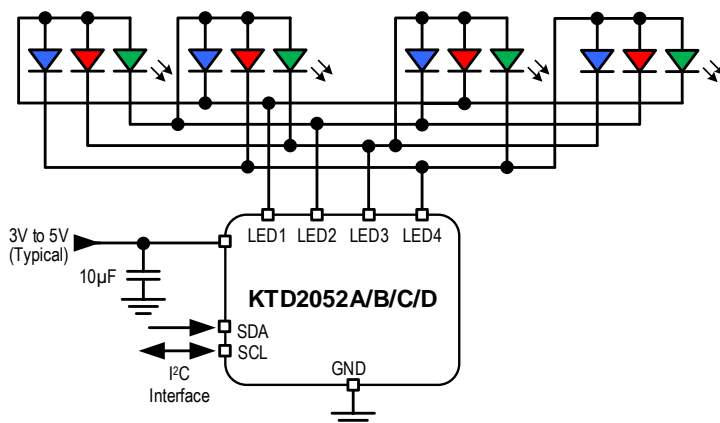 LED1 LED2 LED3 LED4
3V to 5V
(Typical)
10µF
KTD2052A/B/C/D
SDA
SCL
GND
I²C
Interface